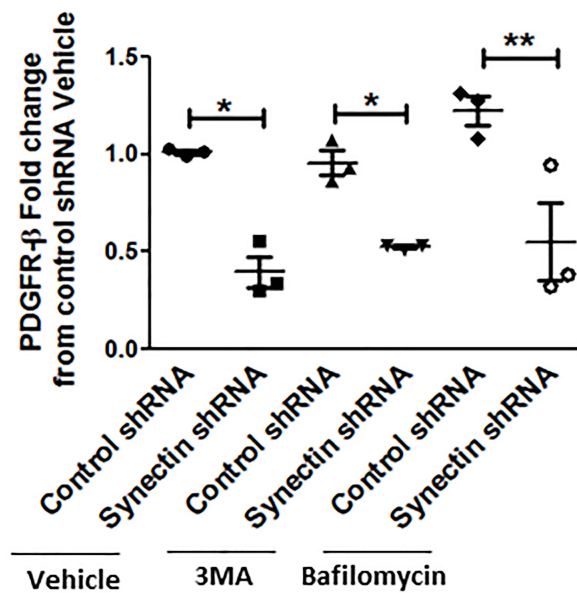 PDGFR-β Fold change
from control shRNA Vehicle
1.5
1.0
0.5
0.0
*
*
**
Control shRNA
Synectin shRNA
Control shRNA
Synectin shRNA
Control shRNA
Synectin shRNA
Vehicle
3MA
Bafilomycin